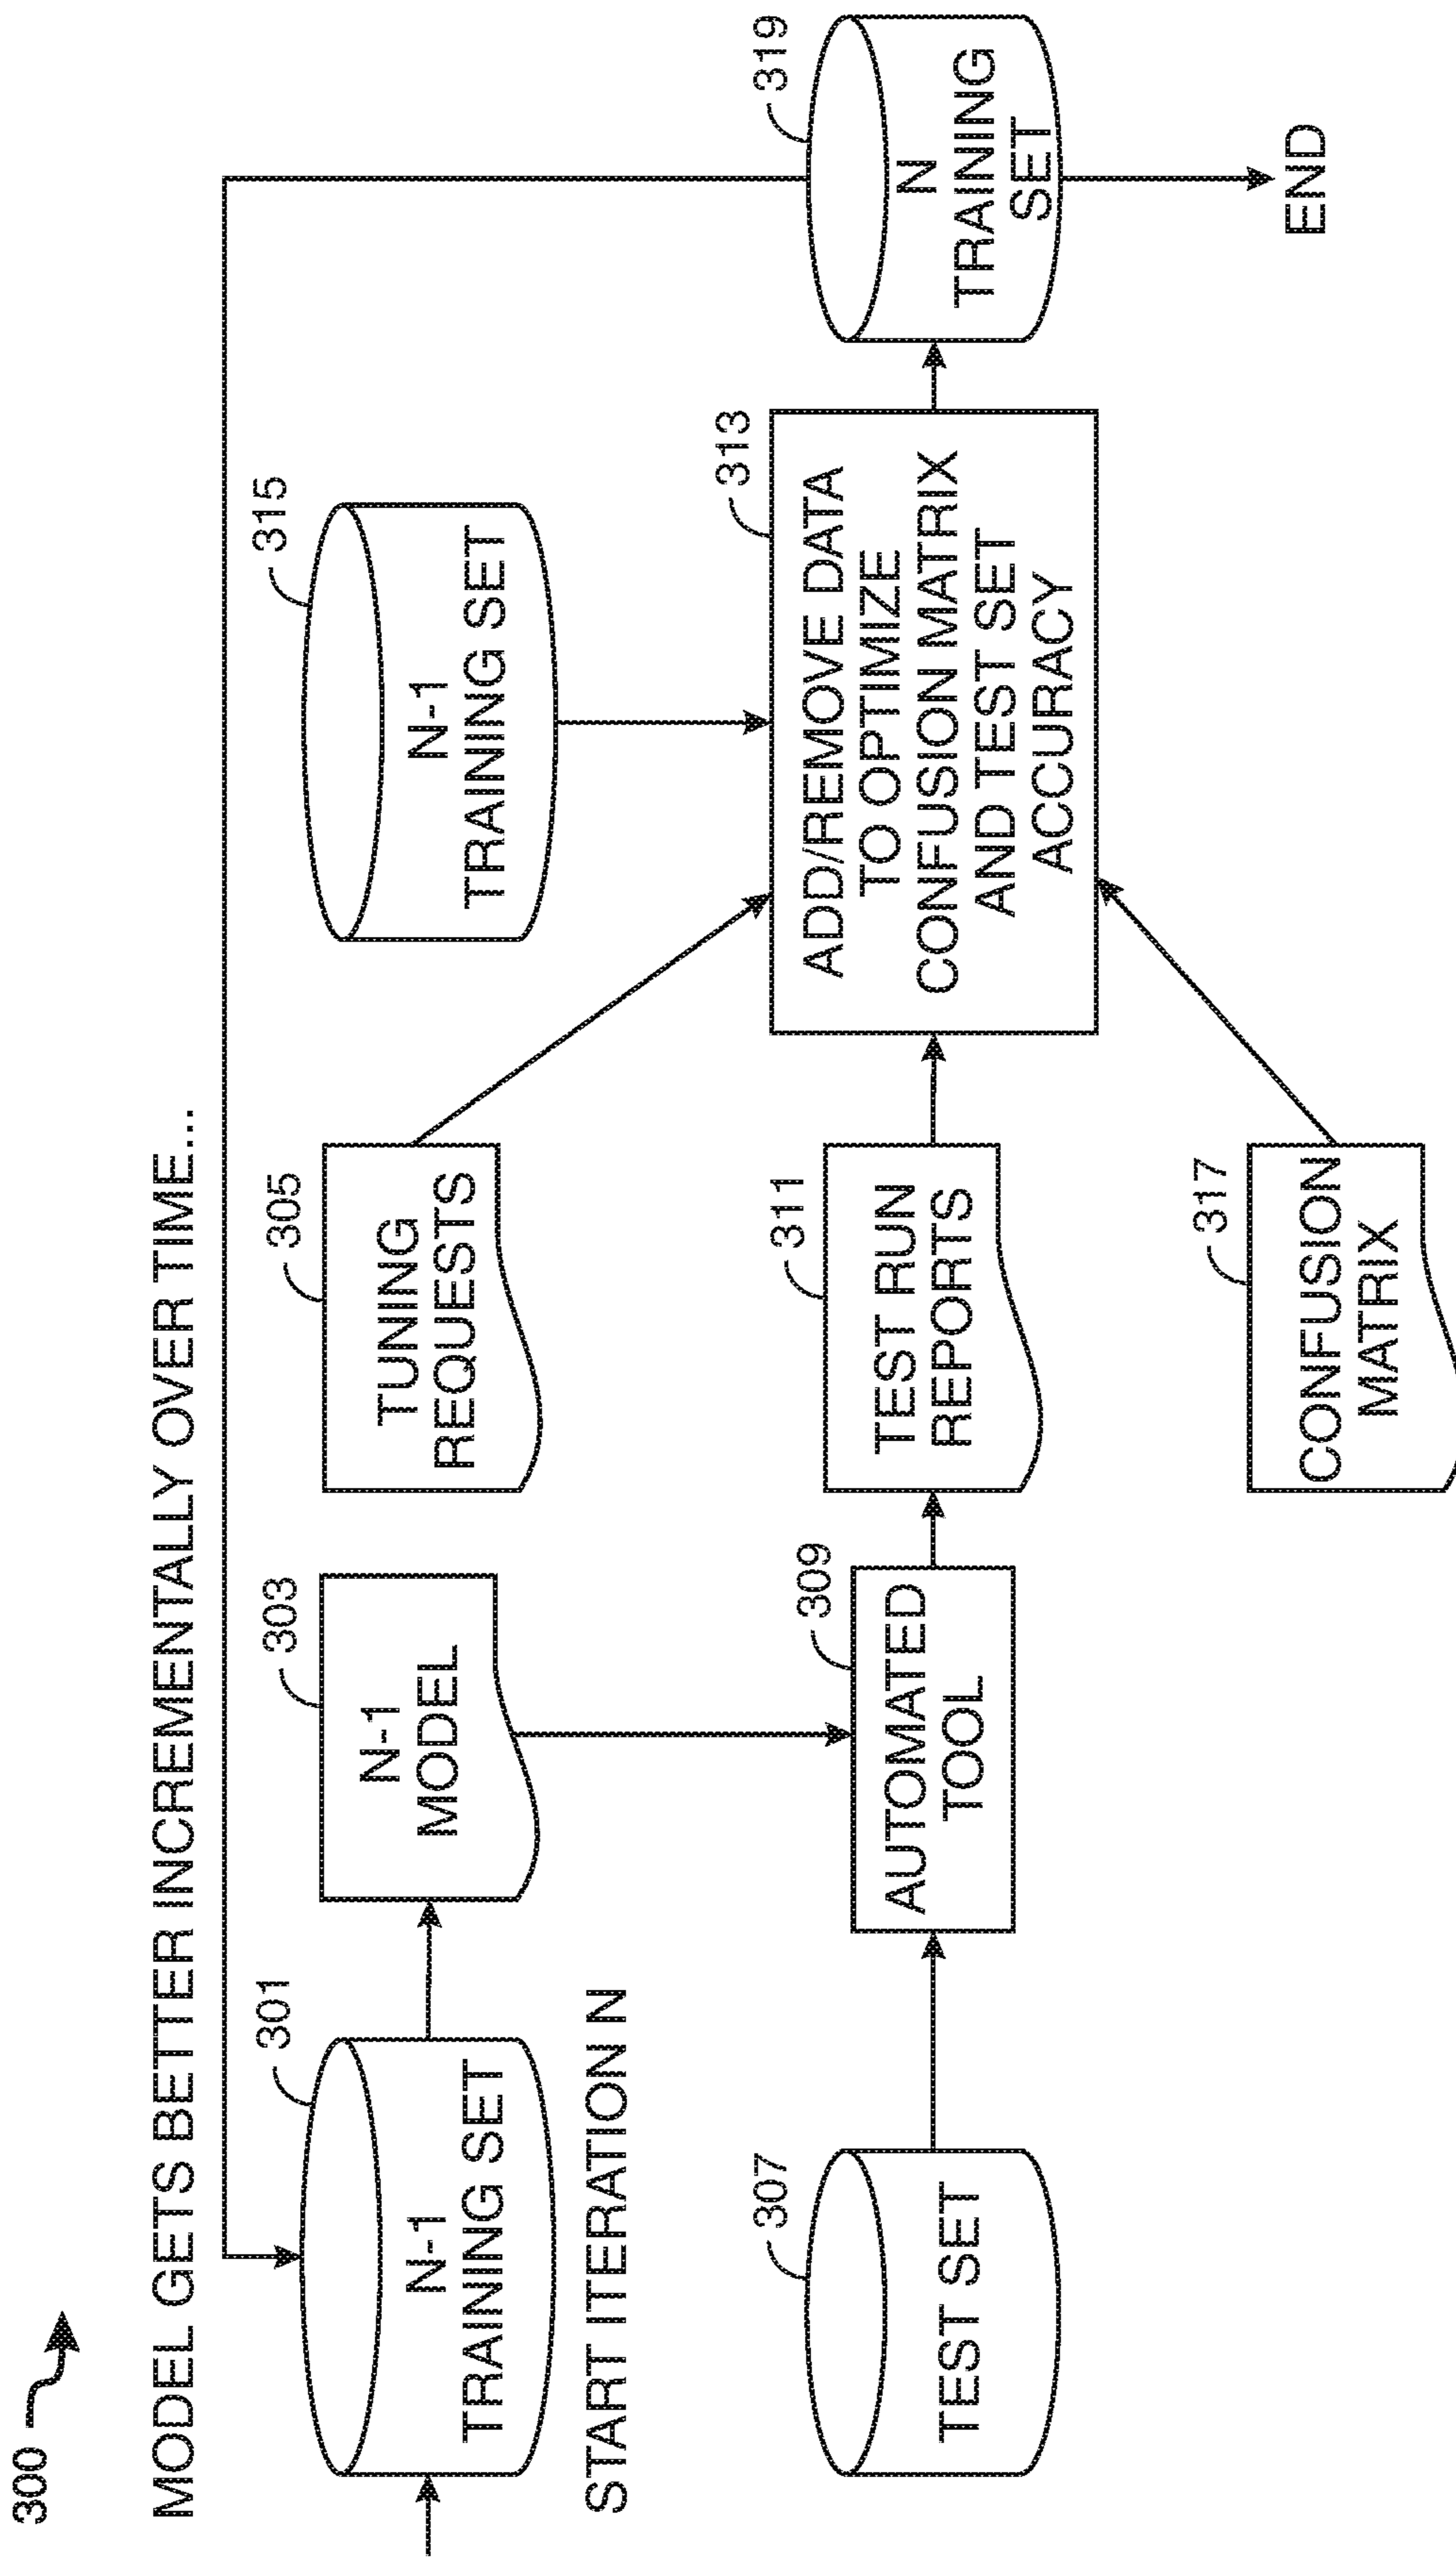 300
MODEL GETS BETTER INCREMENTALLY OVER TIME...
301
N-1
TRAINING SET
START ITERATION N
303
N-1
MODEL
305
TUNING
REQUESTS
315
N-1
TRAINING SET
307
TEST SET
309
AUTOMATED
TOOL
311
TEST RUN
REPORTS
313
ADD/REMOVE DATA
TO OPTIMIZE
CONFUSION MATRIX
AND TEST SET
ACCURACY
319
N
TRAINING
SET
END
317
CONFUSION
MATRIX